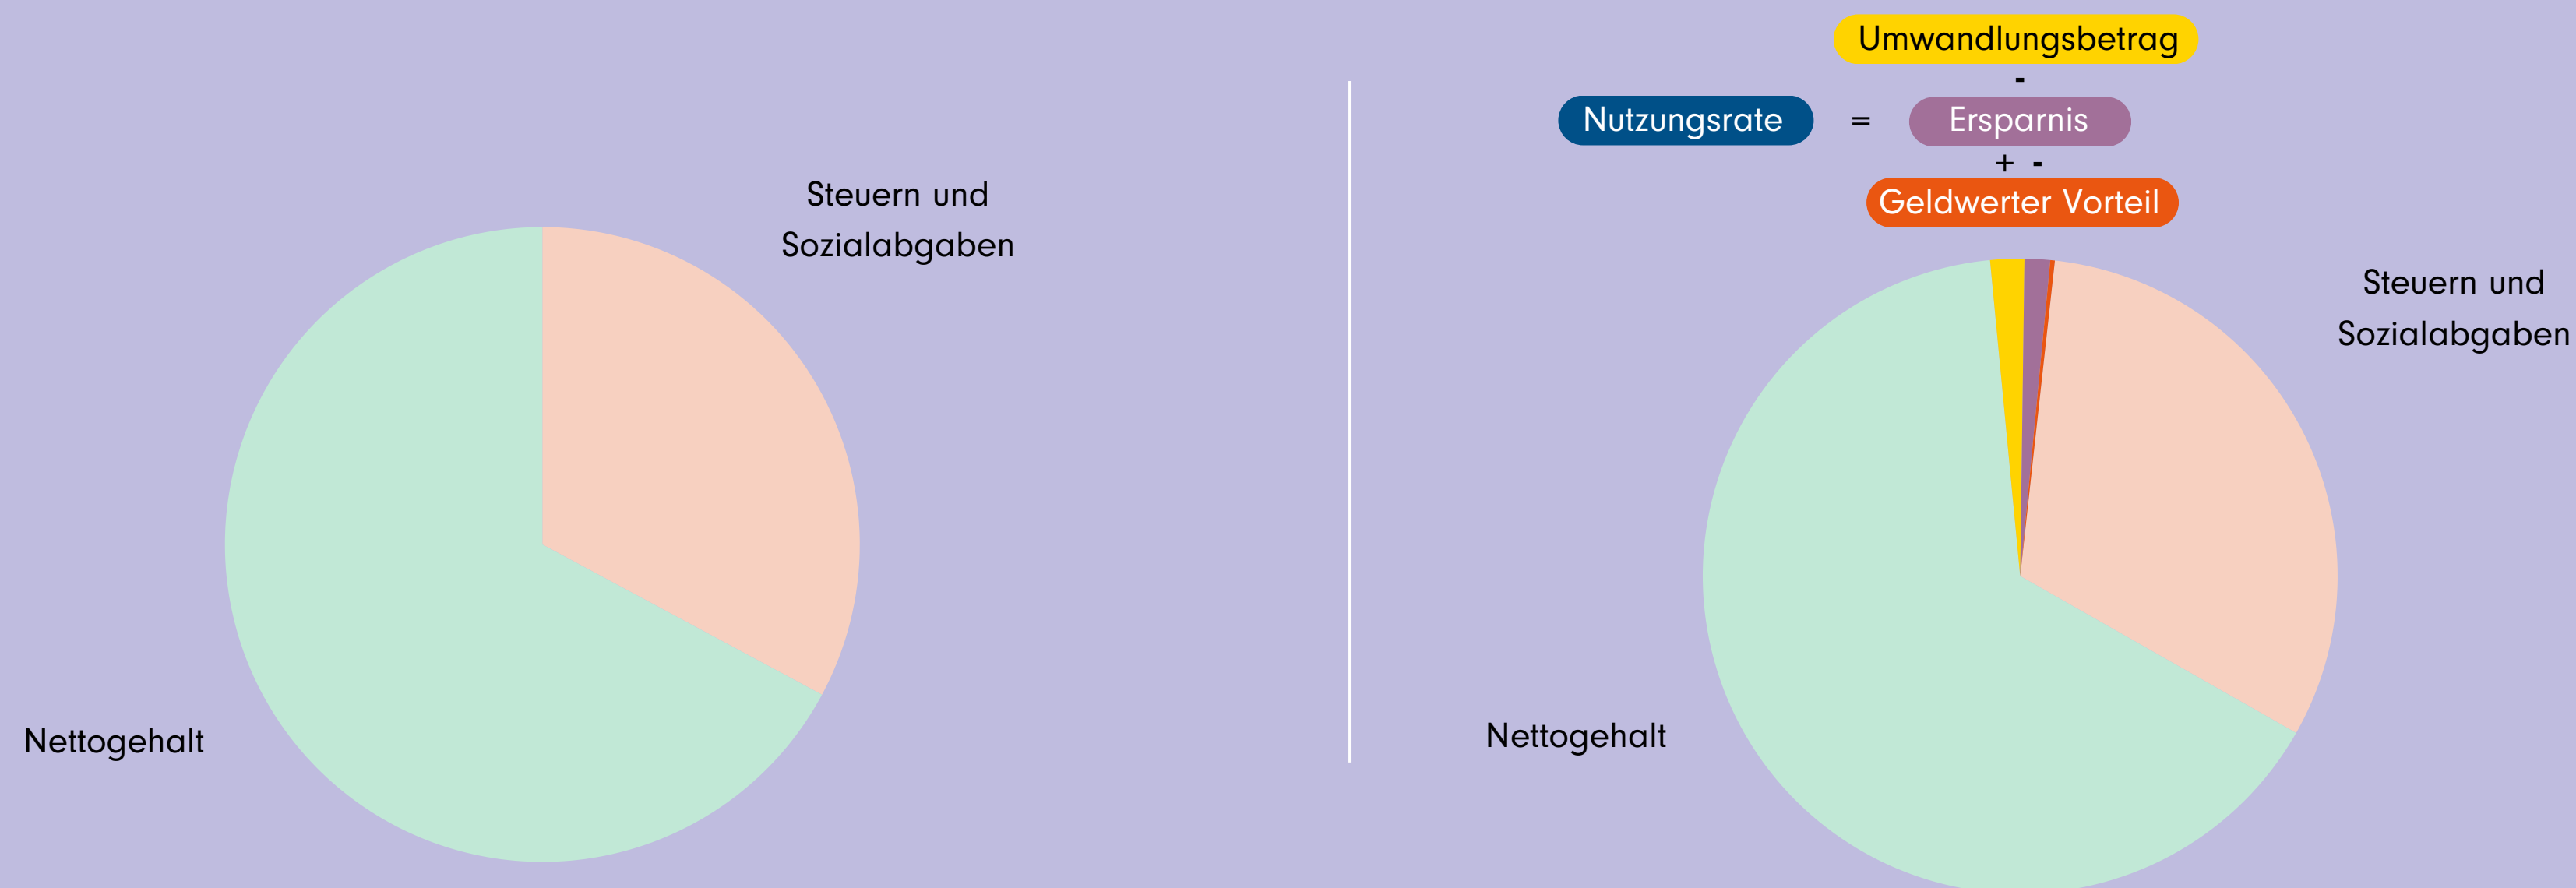 Steuern und
Sozialabgaben
Nettogehalt
Umwandlungsbetrag
-
Nutzungsrate = Ersparnis
+ -
Geldwerter Vorteil
Steuern und
Sozialabgaben
Nettogehalt